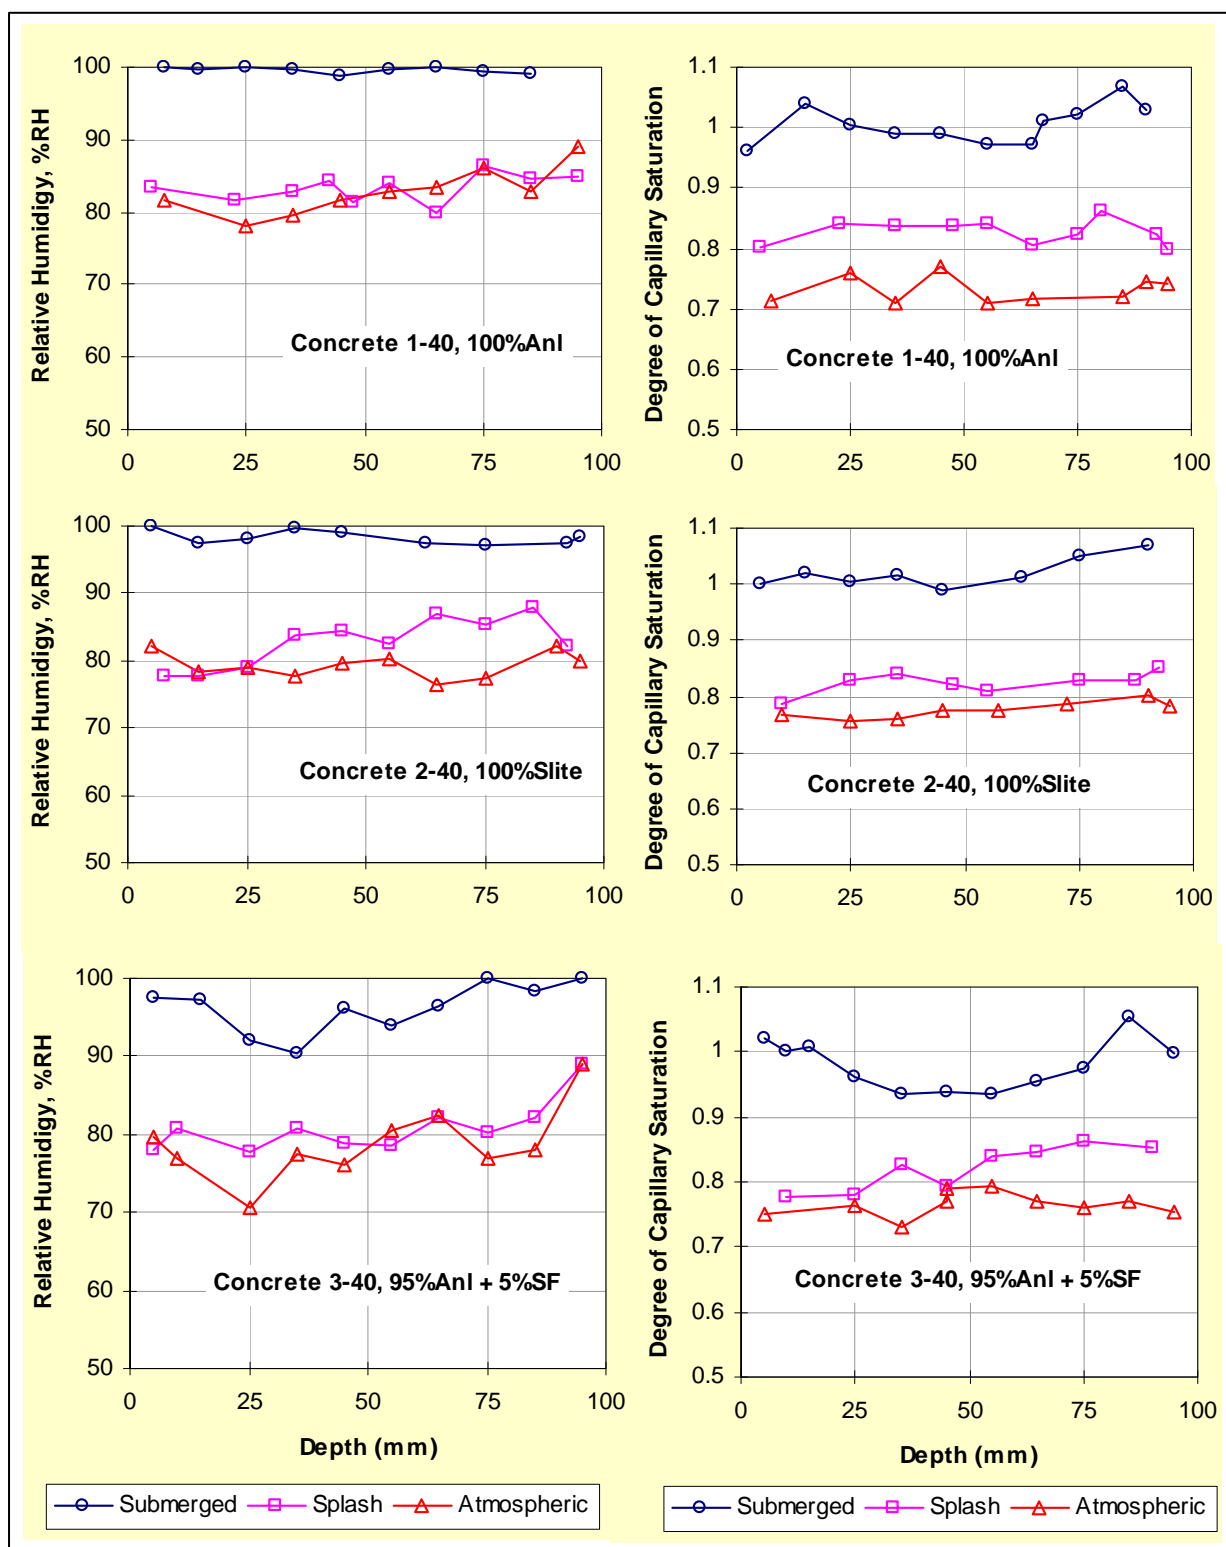 Relative Humidigy, %RH
100
90
80
70
60
50
0 25 50 75 100
Concrete 1-40, 100%Anl
Degree of Capillary Saturation
1.1
1
0.9
0.8
0.7
0.6
0.5
0 25 50 75 100
Concrete 1-40, 100%Anl
Relative Humidigy, %RH
100
90
80
70
60
50
0 25 50 75 100
Concrete 2-40, 100%Slite
Degree of Capillary Saturation
1.1
1
0.9
0.8
0.7
0.6
0.5
0 25 50 75 100
Concrete 2-40, 100%Slite
Relative Humidigy, %RH
100
90
80
70
60
50
0 25 50 75 100
Concrete 3-40, 95%Anl + 5%SF
Depth (mm)
Degree of Capillary Saturation
1.1
1
0.9
0.8
0.7
0.6
0.5
0 25 50 75 100
Concrete 3-40, 95%Anl + 5%SF
Depth (mm)
Submerged Splash Atmospheric
Submerged Splash Atmospheric